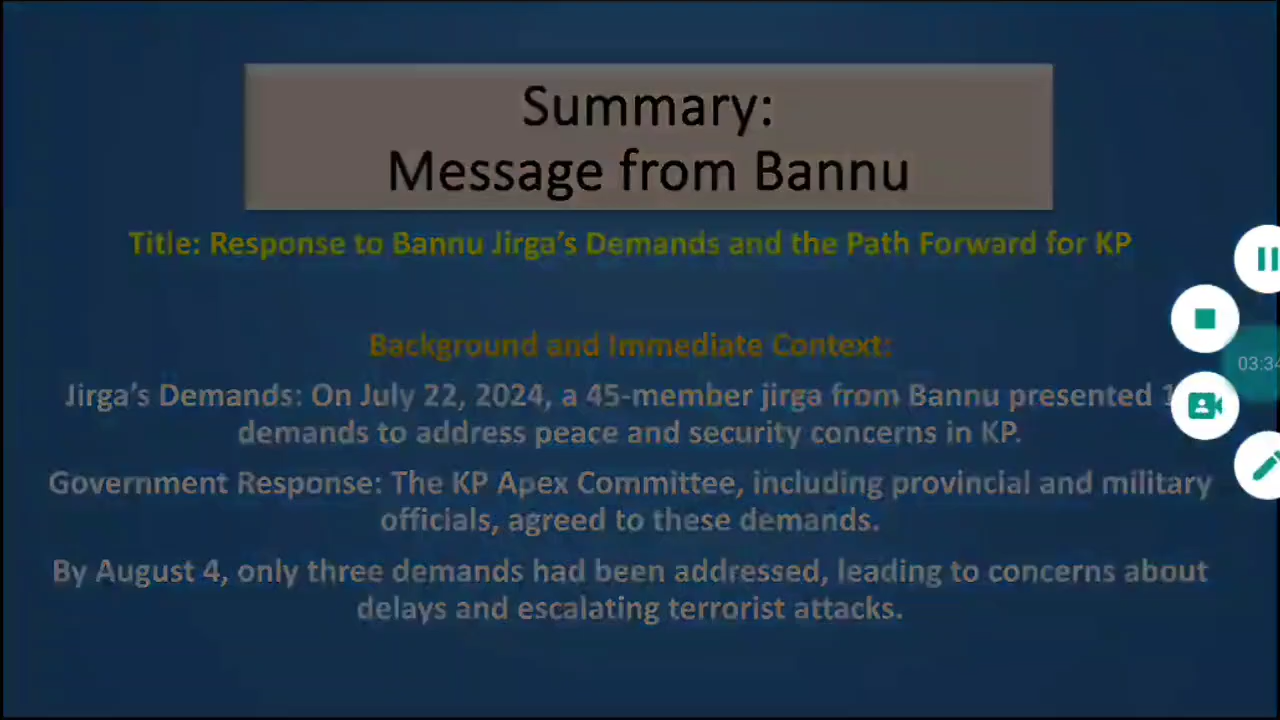 Summary:
Message from Bannu
Title: Response to Bannu Jirga's Demands and the Path Forward for KP
Background and Immediate Context:
Jirga's Demands: On July 22, 2024, a 45-member jirga from Bannu presented
demands to address peace and security concerns in KP.
Government Response: The KP Apex Committee, including provincial and military
officials, agreed to these demands.
By August 4, only three demands had been addressed, leading to concerns about
delays and escalating terrorist attacks.